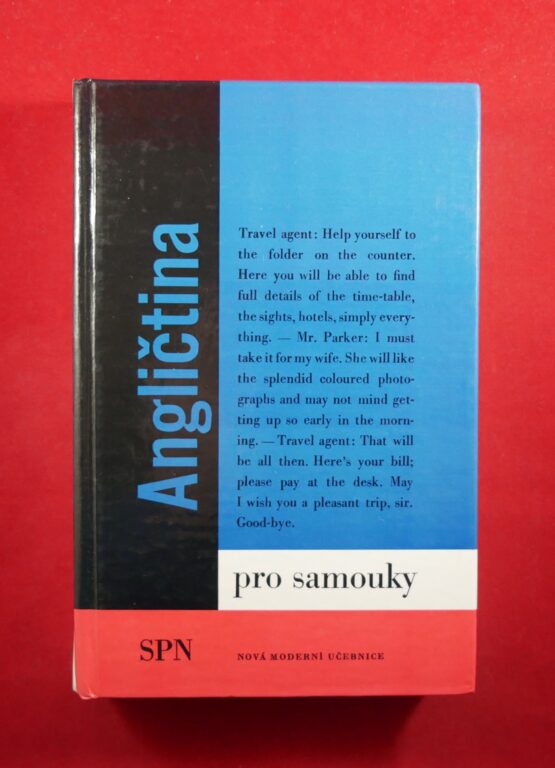 Angličtina
Travel agent: Help yourself to
the folder on the counter.
Here you will be able to find
full details of the time-table,
the sights, hotels, simply every-
thing. — Mr. Parker: I must
take it for my wife. She will like
the splendid coloured photo-
graphs and may not mind get-
ting up so early in the morn-
ing. — Travel agent: That will
be all then. Here's your bill;
please pay at the desk. May
I wish you a pleasant trip, sir.
Good-bye.
pro samouky
SPN
NOVÁ MODERNÍ UČEBNICE